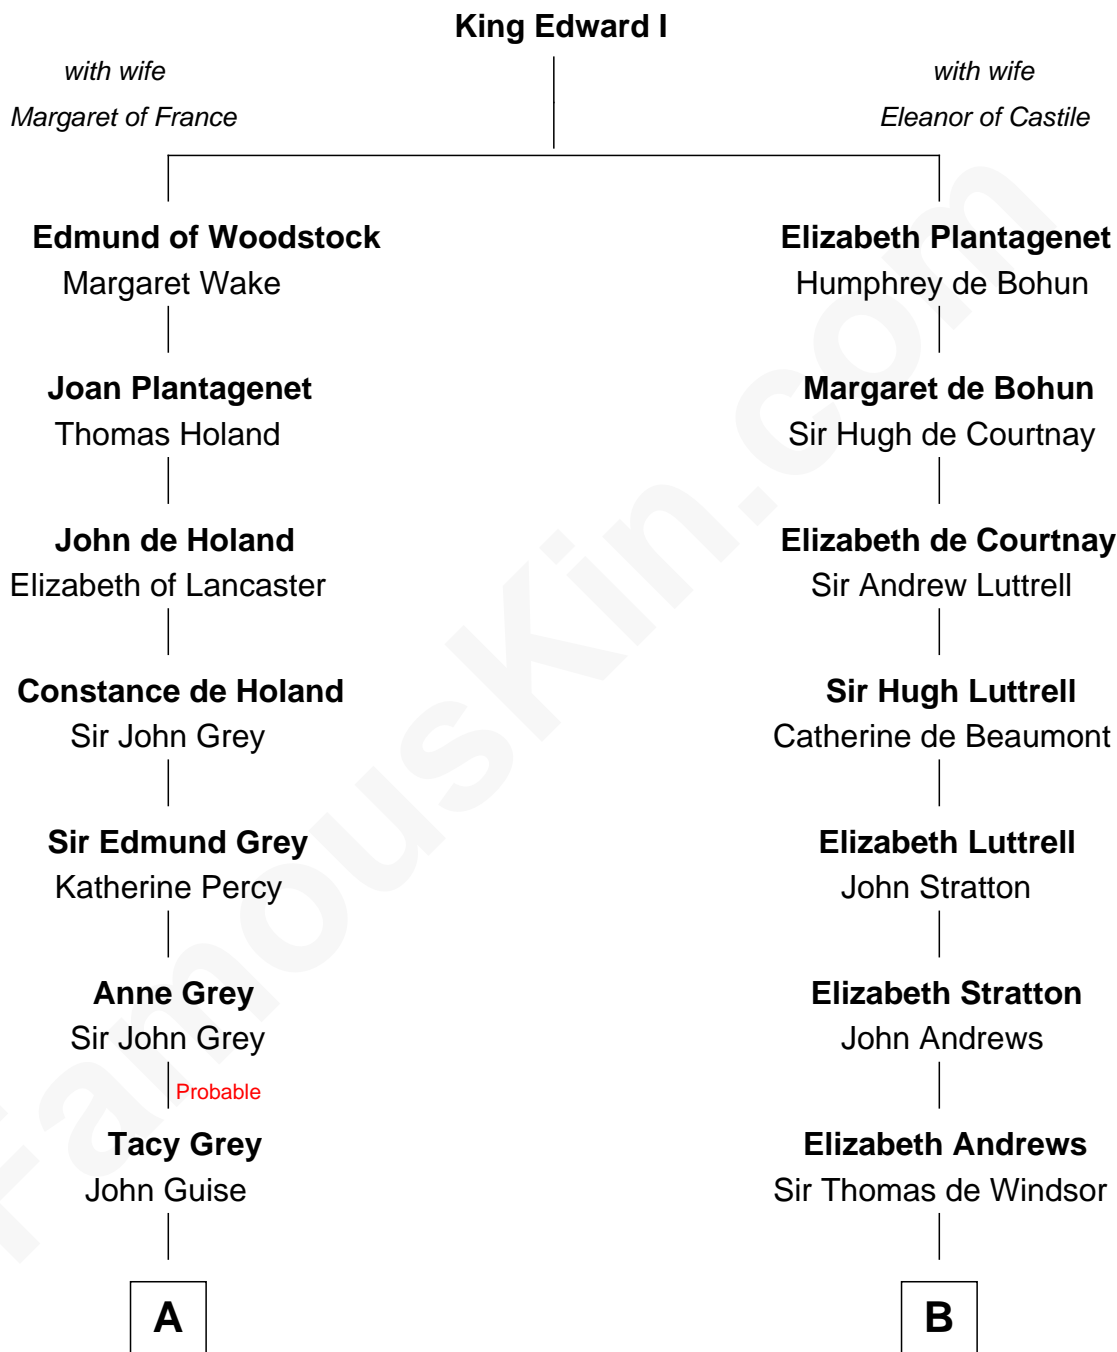 King Edward I
with wife
Margaret of France
with wife
Eleanor of Castile
Edmund of Woodstock
Margaret Wake
Elizabeth Plantagenet
Humphrey de Bohun
Joan Plantagenet
Thomas Holand
Margaret de Bohun
Sir Hugh de Courtnay
John de Holand
Elizabeth of Lancaster
Elizabeth de Courtnay
Sir Andrew Luttrell
Constance de Holand
Sir John Grey
Sir Hugh Luttrell
Catherine de Beaumont
Sir Edmund Grey
Katherine Percy
Elizabeth Luttrell
John Stratton
Anne Grey
Sir John Grey
Elizabeth Stratton
John Andrews
Probable
Tacy Grey
John Guise
Elizabeth Andrews
Sir Thomas de Windsor
A
B
FamousKin.com